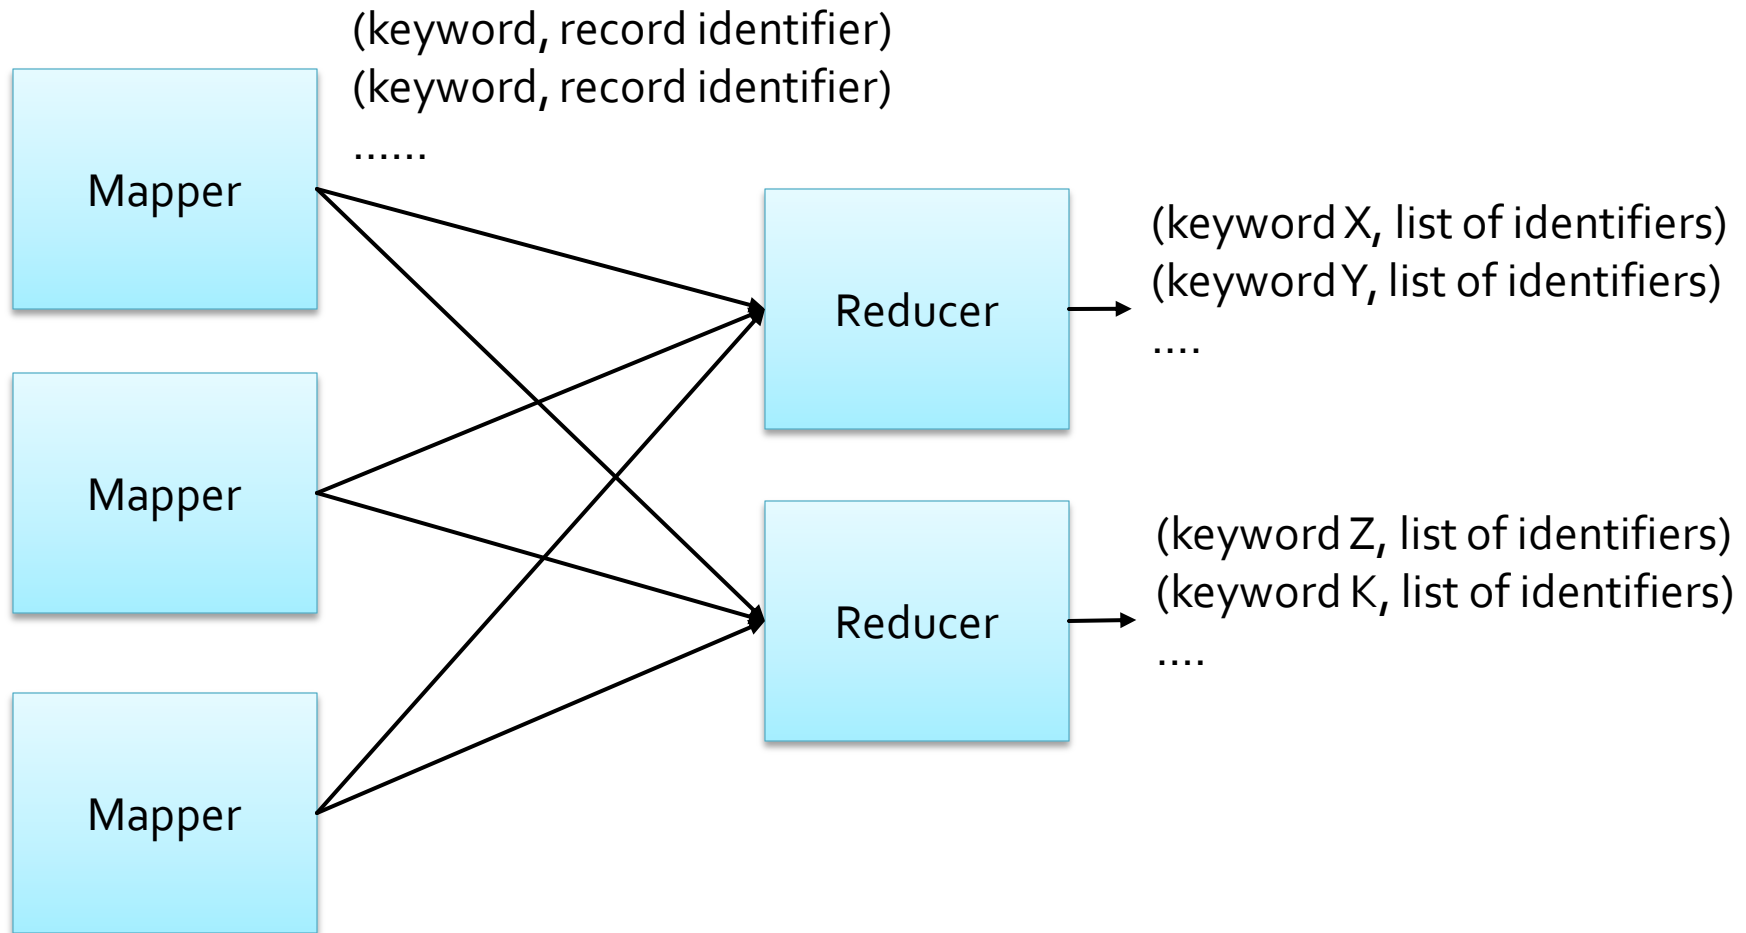 (keyword, record identifier)
(keyword, record identifier)
......
Mapper
Mapper
Mapper
Reducer
(keyword X, list of identifiers)
(keyword Y, list of identifiers)
....
Reducer
(keyword Z, list of identifiers)
(keyword K, list of identifiers)
....